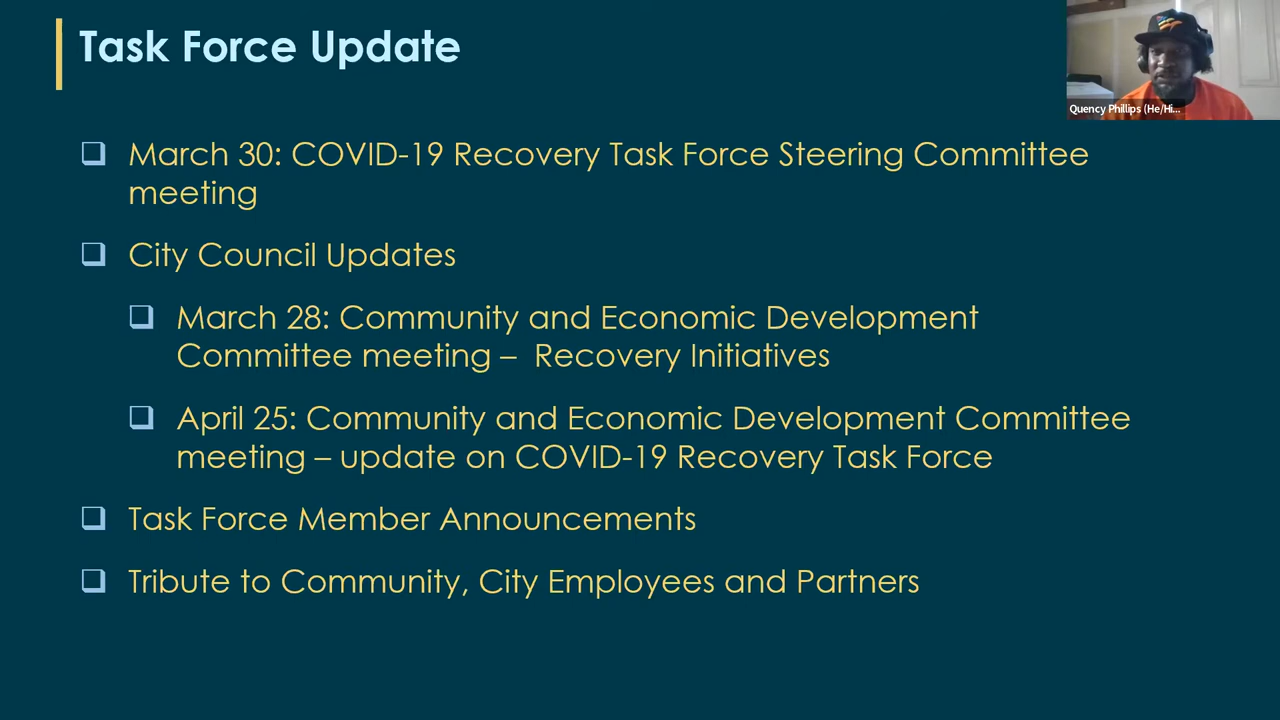 Task Force Update
Quency Phillips (He/Hi...
March 30: COVID-19 Recovery Task Force Steering Committee
meeting
City Council Updates
March 28: Community and Economic Development
Committee meeting – Recovery Initiatives
April 25: Community and Economic Development Committee
meeting – update on COVID-19 Recovery Task Force
Task Force Member Announcements
Tribute to Community, City Employees and Partners